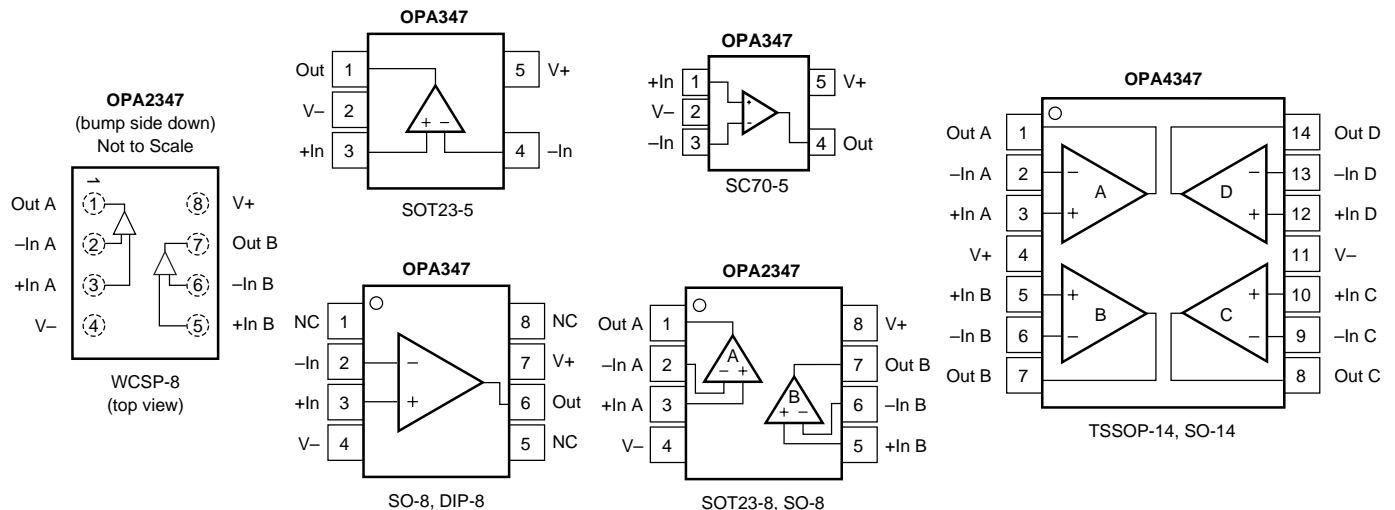 OPA2347
(bump side down)
Not to Scale
1
Out A 1
–In A 2
+In A 3
V– 4
8 V+
7 Out B
6 –In B
5 +In B
WCSP-8
(top view)
OPA347
Out 1
V– 2
+In 3
5 V+
4 –In
+ –
SOT23-5
OPA347
+In 1
V– 2
–In 3
5 V+
4 Out
+
-
SC70-5
OPA347
NC 1
–In 2
+In 3
V– 4
8 NC
7 V+
6 Out
5 NC
–
+
SO-8, DIP-8
OPA2347
Out A 1
–In A 2
+In A 3
V– 4
8 V+
7 Out B
6 –In B
5 +In B
A
– +
B
+ –
SOT23-8, SO-8
OPA4347
Out A 1
–In A 2
+In A 3
V+ 4
+In B 5
–In B 6
Out B 7
14 Out D
13 –In D
12 +In D
11 V–
10 +In C
9 –In C
8 Out C
– –
A D
+ +
+ +
B C
– –
TSSOP-14, SO-14